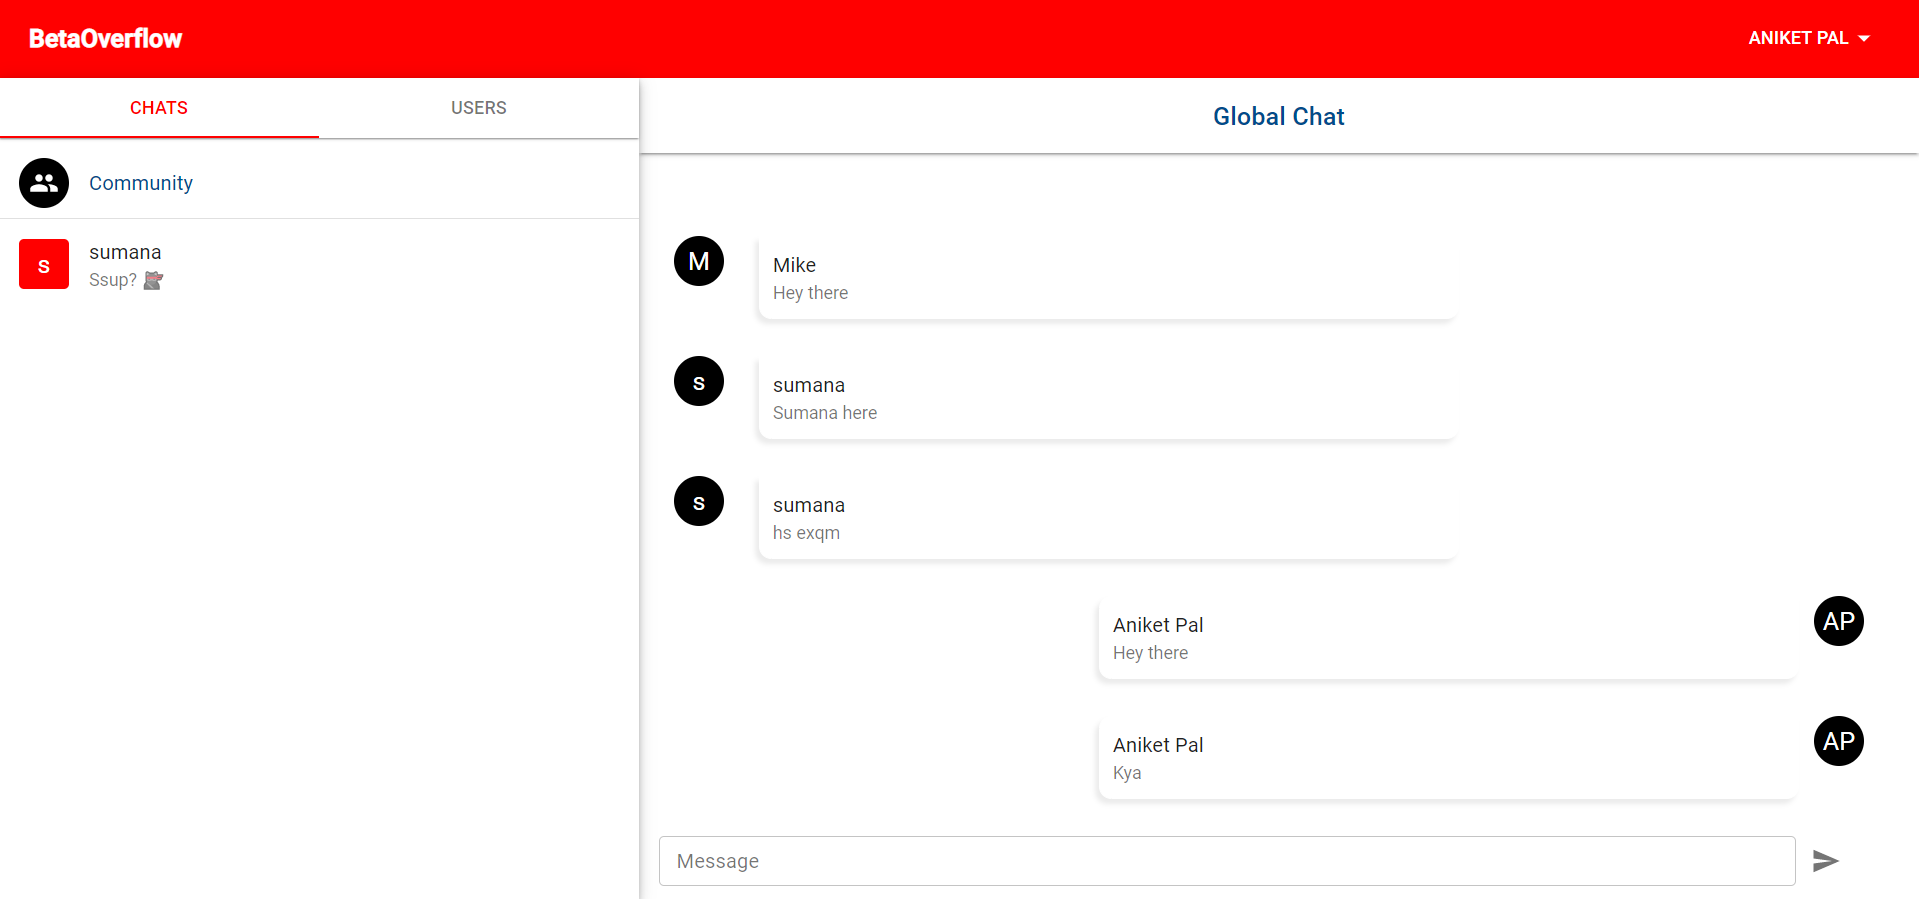 BetaOverflow
ANIKET PAL
CHATS
USERS
Global Chat
Community
s
sumana
Ssup?
M
Mike
Hey there
s
sumana
Sumana here
s
sumana
hs exqm
Aniket Pal
Hey there
AP
Aniket Pal
Kya
AP
Message